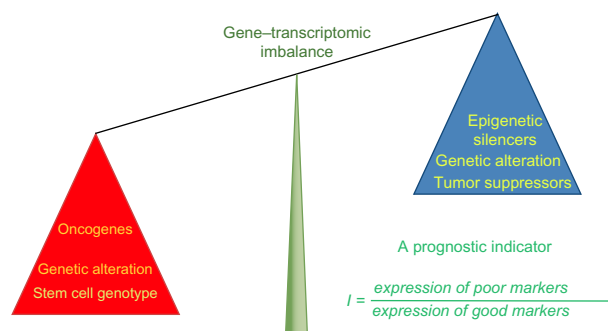 Gene–transcriptomic
imbalance
Epigenetic
silencers
Genetic alteration
Tumor suppressors
Oncogenes
Genetic alteration
Stem cell genotype
A prognostic indicator
I = expression of poor markers
expression of good markers